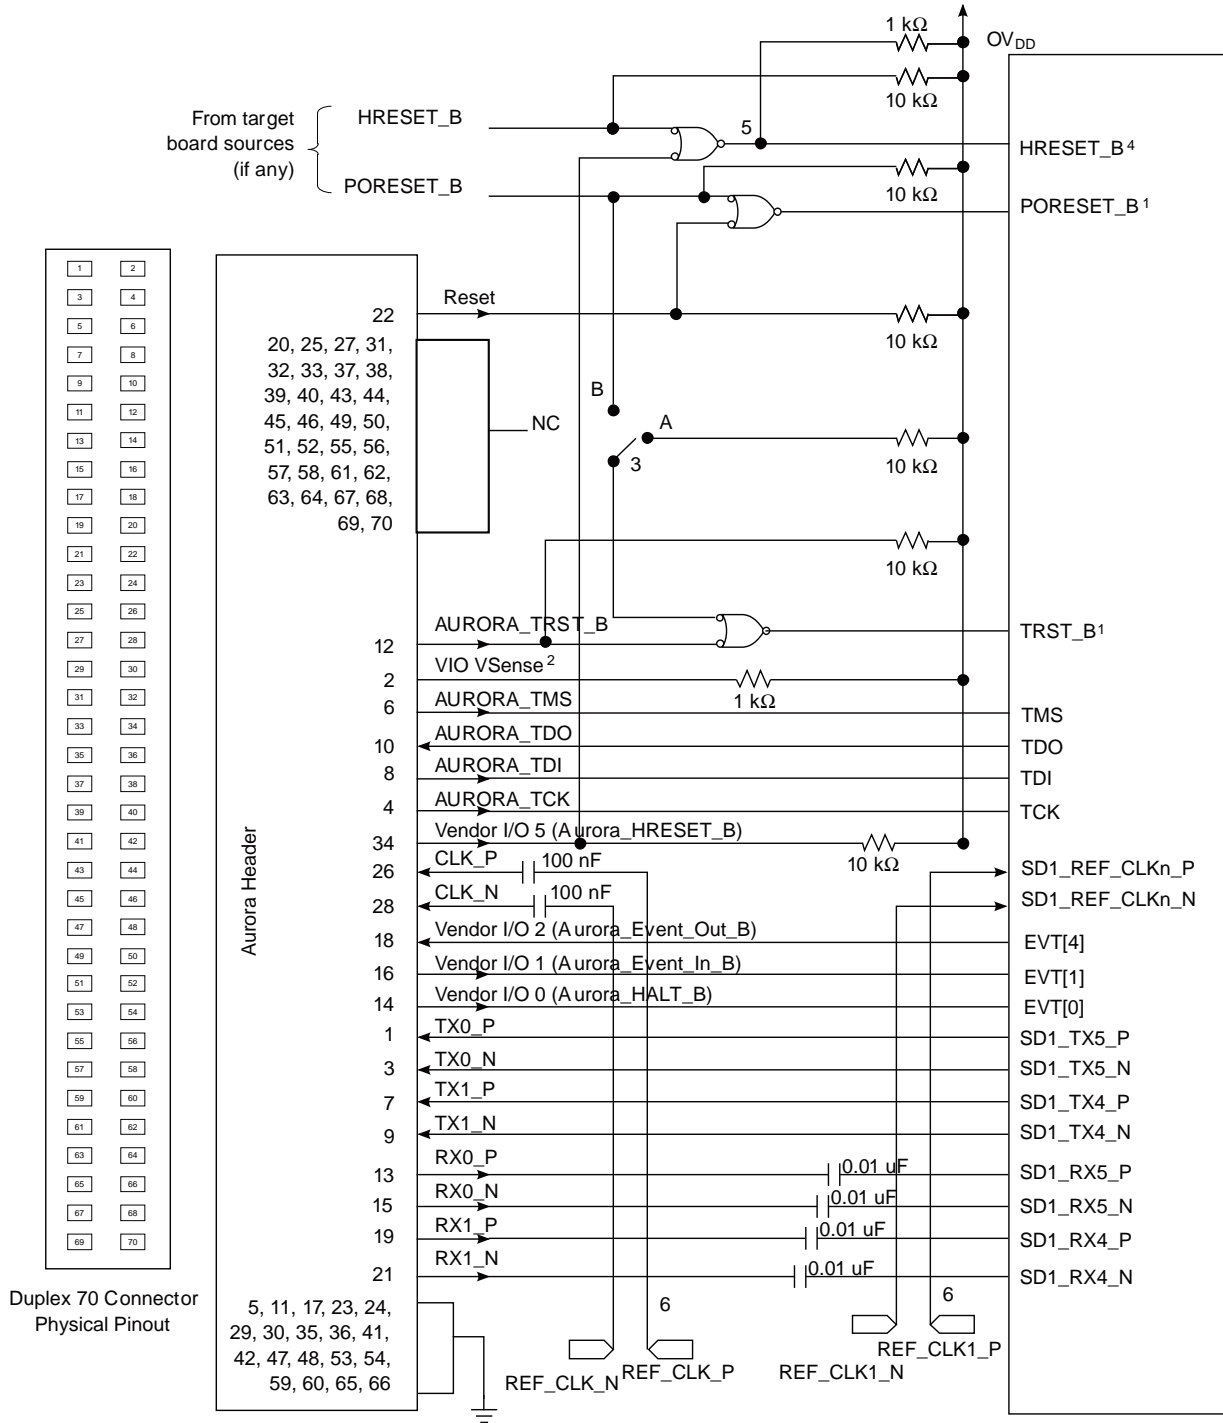 1 kΩ
OVDD
10 kΩ
From target
board sources
(if any)
HRESET_B
5
HRESET_B4
PORESET_B
10 kΩ
PORESET_B1
1 2
3 4
5 6
7 8
9 10
11 12
13 14
15 16
17 18
19 20
21 22
23 24
25 26
27 28
29 30
31 32
33 34
35 36
37 38
39 40
41 42
43 44
45 46
47 48
49 50
51 52
53 54
55 56
57 58
59 60
61 62
63 64
65 66
67 68
69 70
Duplex 70 Connector
Physical Pinout
Aurora Header
22
Reset
10 kΩ
20, 25, 27, 31,
32, 33, 37, 38,
39, 40, 43, 44,
45, 46, 49, 50,
51, 52, 55, 56,
57, 58, 61, 62,
63, 64, 67, 68,
69, 70
NC
B
A
3
10 kΩ
10 kΩ
12
AURORA_TRST_B
TRST_B1
2
VIO VSense2
1 kΩ
6
AURORA_TMS
TMS
10
AURORA_TDO
TDO
8
AURORA_TDI
TDI
4
AURORA_TCK
TCK
34
Vendor I/O 5 (Aurora_HRESET_B)
10 kΩ
26
CLK_P
100 nF
SD1_REF_CLKn_P
28
CLK_N
100 nF
SD1_REF_CLKn_N
18
Vendor I/O 2 (Aurora_Event_Out_B)
EVT[4]
16
Vendor I/O 1 (Aurora_Event_In_B)
EVT[1]
14
Vendor I/O 0 (Aurora_HALT_B)
EVT[0]
1
TX0_P
SD1_TX5_P
3
TX0_N
SD1_TX5_N
7
TX1_P
SD1_TX4_P
9
TX1_N
SD1_TX4_N
13
RX0_P
0.01 uF
SD1_RX5_P
15
RX0_N
0.01 uF
SD1_RX5_N
19
RX1_P
0.01 uF
SD1_RX4_P
21
RX1_N
0.01 uF
SD1_RX4_N
5, 11, 17, 23, 24,
29, 30, 35, 36, 41,
42, 47, 48, 53, 54,
59, 60, 65, 66
6
6
REF_CLK_N
REF_CLK_P
REF_CLK1_N
REF_CLK1_P